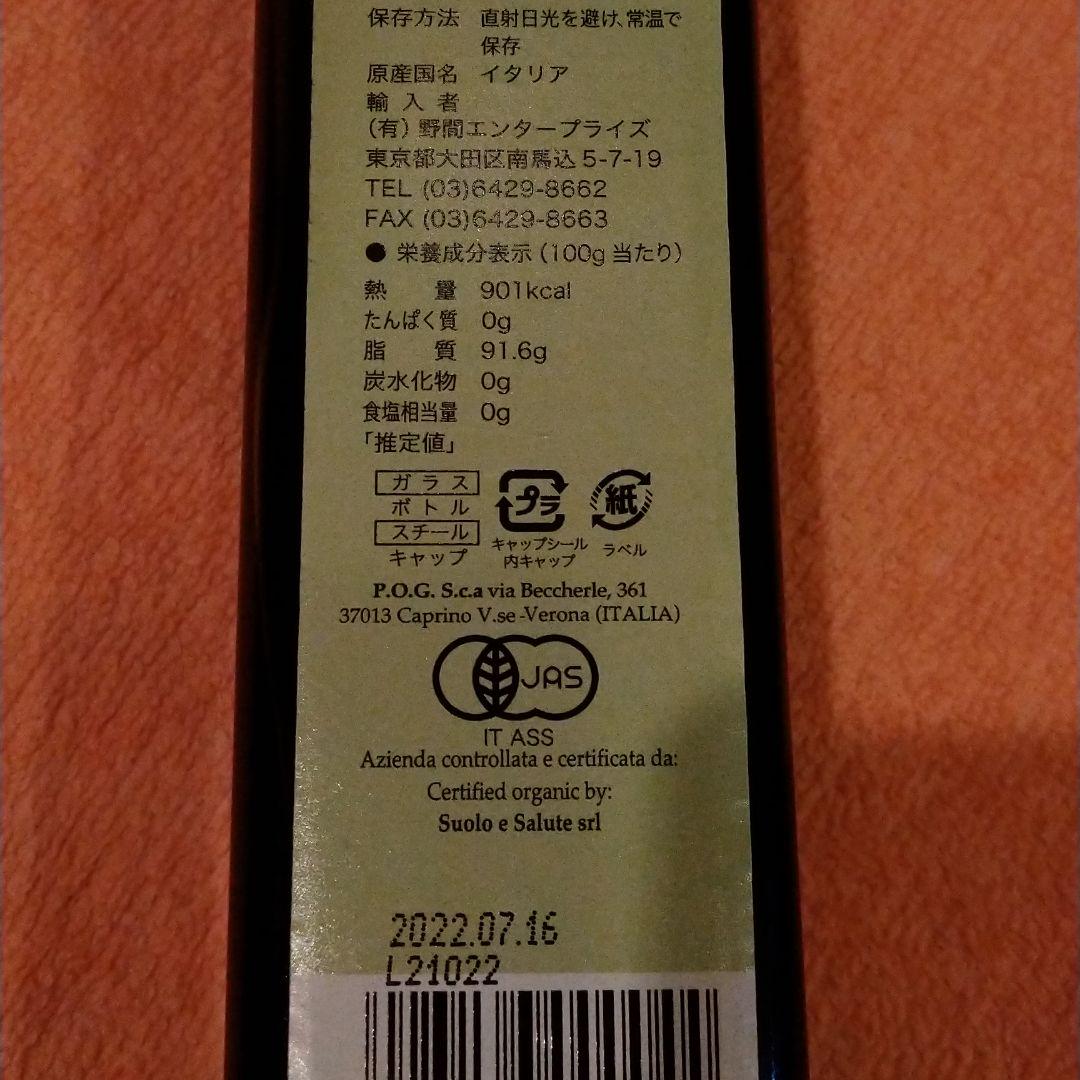 保存方法 直射日光を避け、常温で
保存
原産国名 イタリア
輸入者
(有) 野間エンタープライズ
東京都大田区南馬込 5-7-19
TEL (03)6429-8662
FAX (03)6429-8663
● 栄養成分表示 (100g 当たり)
熱 量 901kcal
たんぱく質 0g
脂 質 91.6g
炭水化物 0g
食塩相当量 0g
「推定値」
ガラス
ボトル
スチール
キャップ
プラ
キャップシール
内キャップ
紙
ラベル
P.O.G. S.c.a via Beccherle, 361
37013 Caprino V.se -Verona (ITALIA)
JAS
IT ASS
Azienda controllata e certificata da:
Certified organic by:
Suolo e Salute srl
2022.07.16
L21022